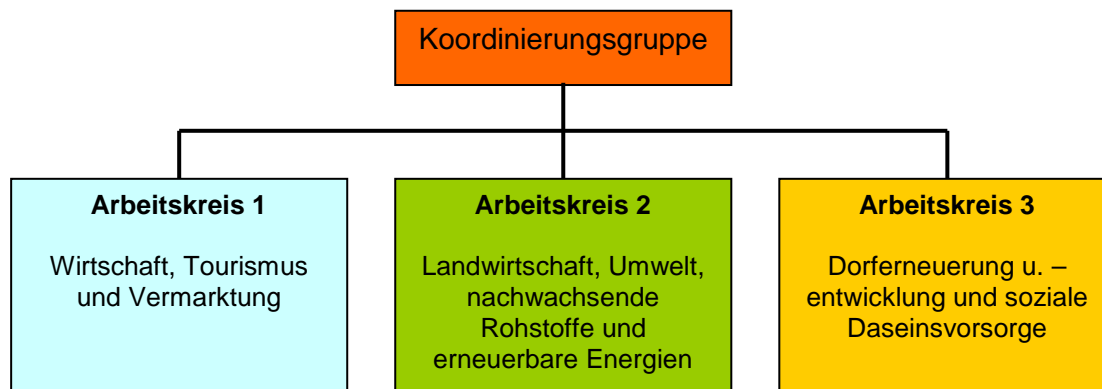 Koordinierungsgruppe
Arbeitskreis 1
Wirtschaft, Tourismus
und Vermarktung
Arbeitskreis 2
Landwirtschaft, Umwelt,
nachwachsende
Rohstoffe und
erneuerbare Energien
Arbeitskreis 3
Dorferneuerung u. –
entwicklung und soziale
Daseinsvorsorge